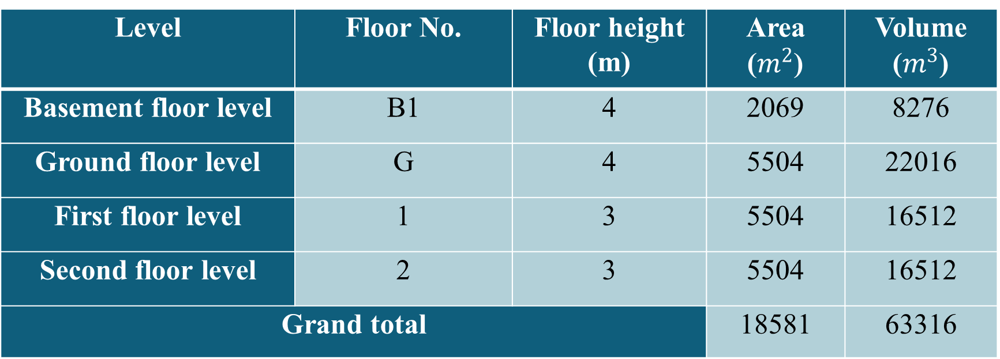 Level Floor No. Floor height (m) Area (m²) Volume (m³)
Basement floor level B1 4 2069 8276
Ground floor level G 4 5504 22016
First floor level 1 3 5504 16512
Second floor level 2 3 5504 16512
Grand total 18581 63316